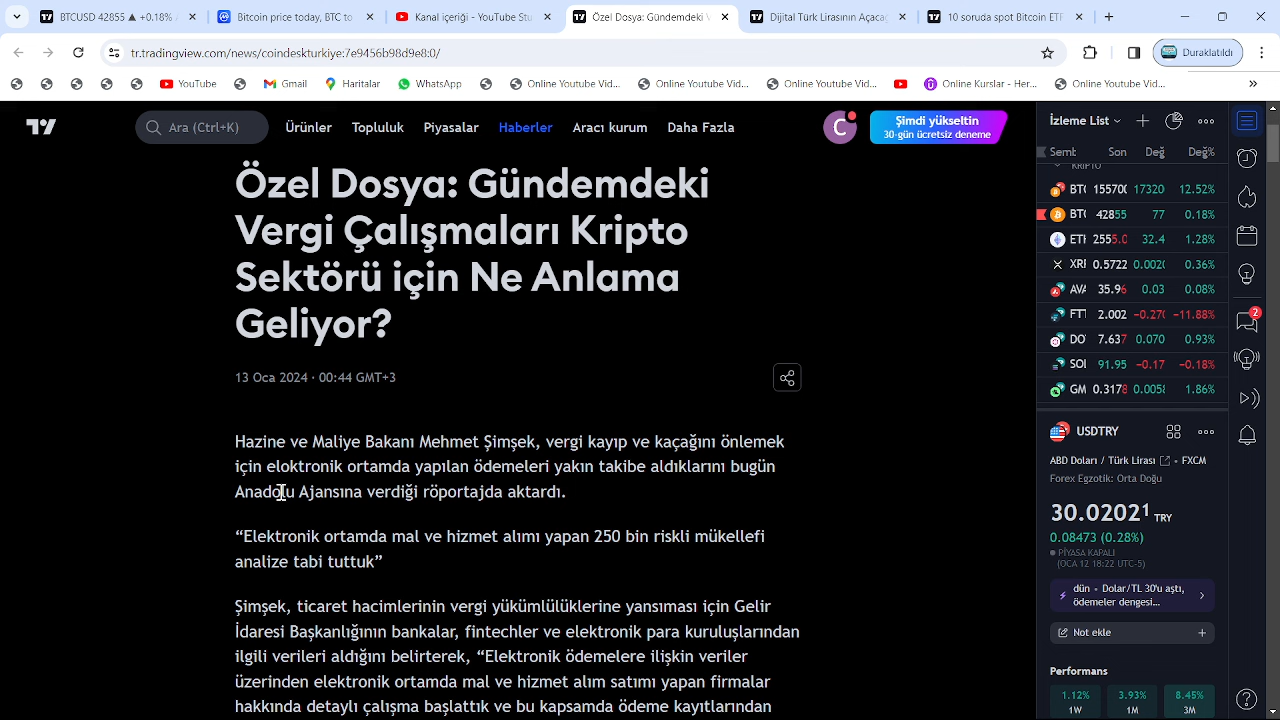 BTCUSD 42855 ▲ +0.18%
Bitcoin price today, BTC to
Kanal içeriği - YouTube Stu
Özel Dosya: Gündemdeki V
Dijital Türk Lirasının Açaca
10 soruda spot Bitcoin ETF
tr.tradingview.com/news/coindeskturkiye:7e9456b98d9e8:0/
Duraklatıldı
YouTube
Gmail
Haritalar
WhatsApp
Online Youtube Vid...
Online Youtube Vid...
Online Youtube Vid...
Online Kurslar - Her...
Online Youtube Vid...
Ara (Ctrl+K)
Ürünler
Topluluk
Piyasalar
Haberler
Aracı kurum
Daha Fazla
C
Şimdi yükseltin
30-gün ücretsiz deneme
Özel Dosya: Gündemdeki
Vergi Çalışmaları Kripto
Sektörü için Ne Anlama
Geliyor?
13 Oca 2024 · 00:44 GMT+3
Hazine ve Maliye Bakanı Mehmet Şimşek, vergi kayıp ve kaçağını önlemek
için eloktronik ortamda yapılan ödemeleri yakın takibe aldıklarını bugün
Anadolu Ajansına verdiği röportajda aktardı.
“Elektronik ortamda mal ve hizmet alımı yapan 250 bin riskli mükellefi
analize tabi tuttuk”
Şimşek, ticaret hacimlerinin vergi yükümlülüklerine yansıması için Gelir
İdaresi Başkanlığının bankalar, fintechler ve elektronik para kuruluşlarından
ilgili verileri aldığını belirterek, “Elektronik ödemelere ilişkin veriler
üzerinden elektronik ortamda mal ve hizmet alım satımı yapan firmalar
hakkında detaylı çalışma başlattık ve bu kapsamda ödeme kayıtlarından
İzleme List
Semb Son Değ Değ%
KRİPTO
BTC 155700 17320 12.52%
BTC 42855 77 0.18%
ETH 2555.0 32.4 1.28%
XRI 0.5722 0.0020 0.36%
AVA 35.96 0.03 0.08%
FTT 2.002 −0.270 −11.88%
DO 7.637 0.070 0.93%
SOI 91.95 −0.17 −0.18%
GM 0.3178 0.0058 1.86%
USDTRY
ABD Doları / Türk Lirası • FXCM
Forex Egzotik: Orta Doğu
30.02021 TRY
0.08473 (0.28%)
PİYASA KAPALI
(OCA 12 18:22 UTC-5)
dün • Dolar/TL 30'u aştı,
ödemeler dengesi...
Not ekle
Performans
1.12% 3.93% 8.45%
1W 1M 3M
2